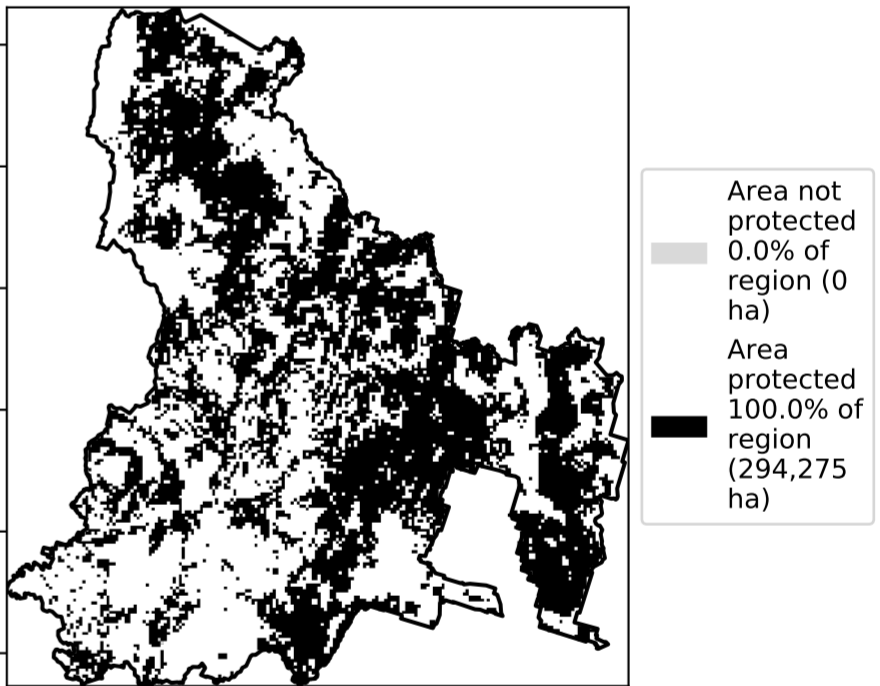 Area not
protected
0.0% of
region (0
ha)
Area
protected
100.0% of
region
(294,275
ha)